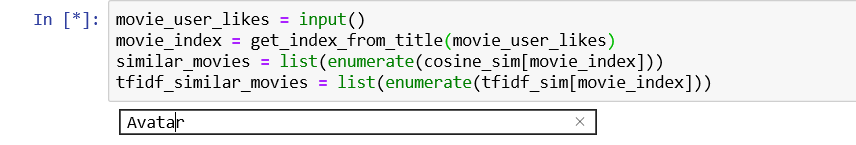 In [*]: movie_user_likes = input()
movie_index = get_index_from_title(movie_user_likes)
similar_movies = list(enumerate(cosine_sim[movie_index]))
tfidf_similar_movies = list(enumerate(tfidf_sim[movie_index]))
Avatar ×